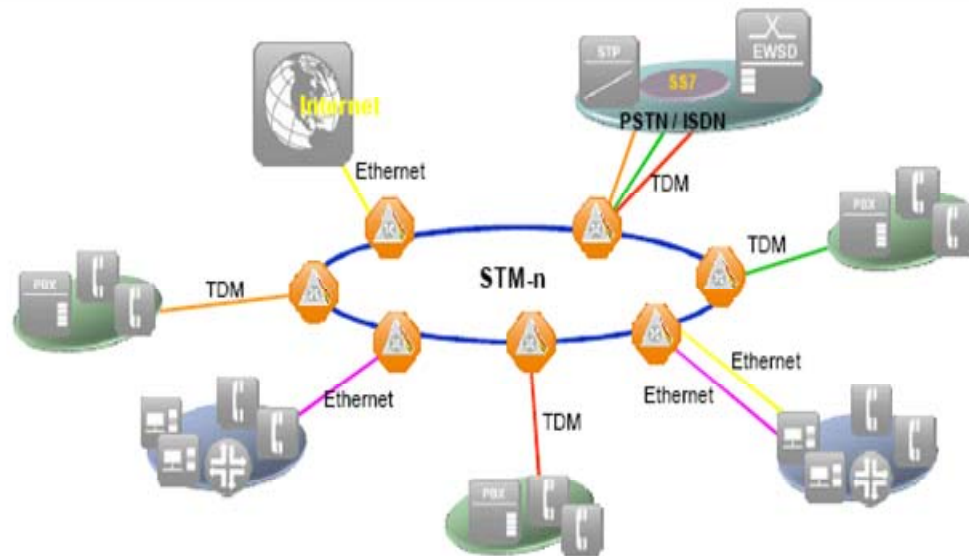 STP
EWSD
SS7
Internet
PSTN / ISDN
Ethernet
TDM
PBX
TDM
STM-n
PBX
TDM
Ethernet
Ethernet
Ethernet
TDM
PBX